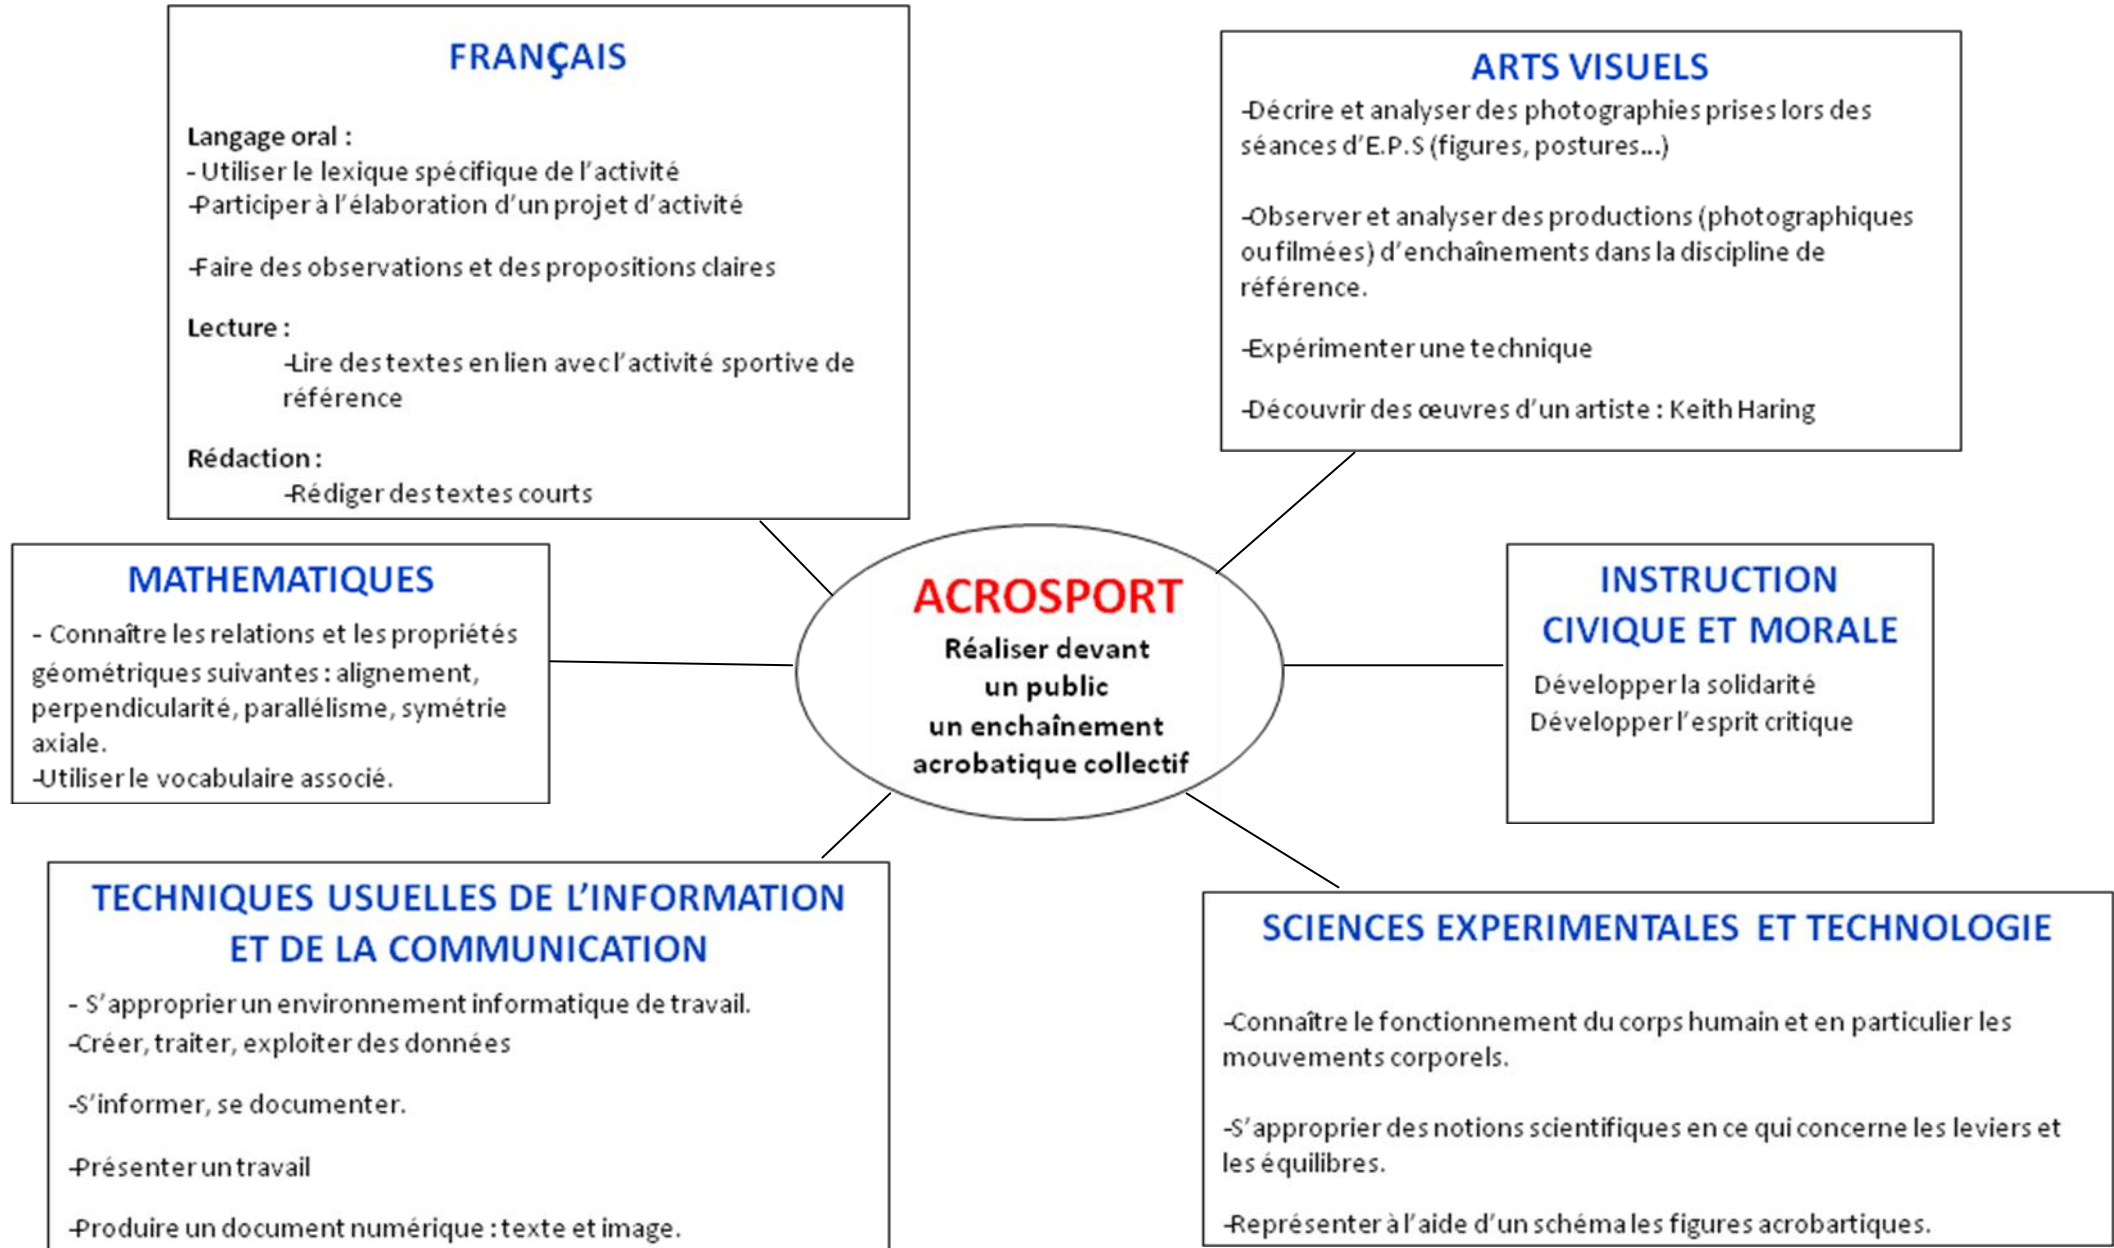 FRANÇAIS
Langage oral :
- Utiliser le lexique spécifique de l'activité
-Participer à l'élaboration d'un projet d'activité
-Faire des observations et des propositions claires
Lecture :
-Lire des textes en lien avec l'activité sportive de
référence
Rédaction :
-Rédiger des textes courts
ARTS VISUELS
-Décrire et analyser des photographies prises lors des
séances d'E.P.S (figures, postures...)
-Observer et analyser des productions (photographiques
ou filmées) d'enchaînements dans la discipline de
référence.
-Expérimenter une technique
-Découvrir des œuvres d'un artiste : Keith Haring
MATHEMATIQUES
- Connaître les relations et les propriétés
géométriques suivantes : alignement,
perpendicularité, parallélisme, symétrie
axiale.
-Utiliser le vocabulaire associé.
ACROSPORT
Réaliser devant
un public
un enchaînement
acrobatique collectif
INSTRUCTION
CIVIQUE ET MORALE
Développer la solidarité
Développer l'esprit critique
TECHNIQUES USUELLES DE L'INFORMATION
ET DE LA COMMUNICATION
- S'approprier un environnement informatique de travail.
-Créer, traiter, exploiter des données
-S'informer, se documenter.
-Présenter un travail
-Produire un document numérique : texte et image.
SCIENCES EXPERIMENTALES ET TECHNOLOGIE
-Connaître le fonctionnement du corps humain et en particulier les
mouvements corporels.
-S'approprier des notions scientifiques en ce qui concerne les leviers et
les équilibres.
-Représenter à l'aide d'un schéma les figures acrobartiques.